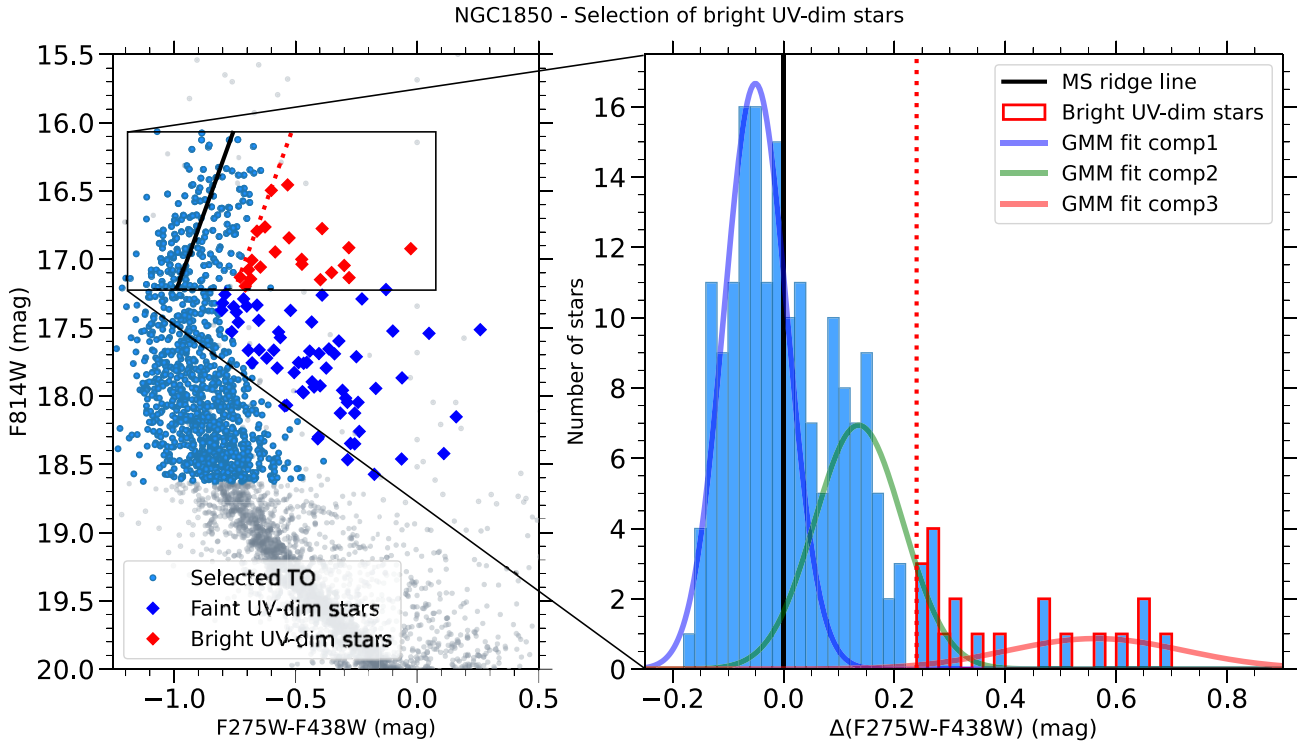 NGC1850 - Selection of bright UV-dim stars
15.5
16.0
16.5
17.0
17.5
18.0
18.5
19.0
19.5
20.0
F814W (mag)
−1.0
−0.5
0.0
0.5
F275W-F438W (mag)
Selected TO
Faint UV-dim stars
Bright UV-dim stars
16
14
12
10
8
6
4
2
0
Number of stars
−0.2
0.0
0.2
0.4
0.6
0.8
Δ(F275W-F438W) (mag)
MS ridge line
Bright UV-dim stars
GMM fit comp1
GMM fit comp2
GMM fit comp3